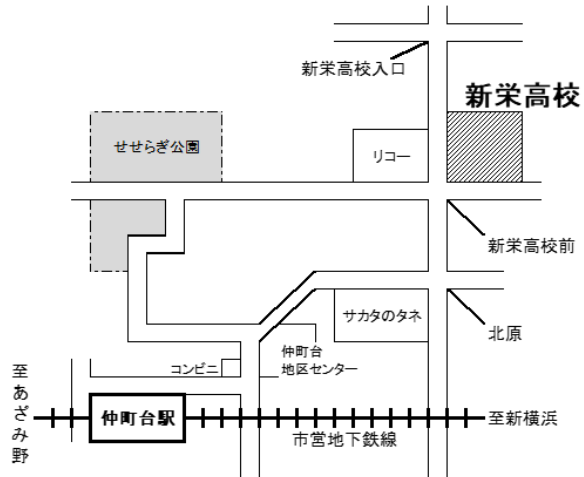 新栄高校入口
新栄高校
せせらぎ公園
リコー
新栄高校前
サカタのタネ
北原
仲町台
地区センター
コンビニ
至あざみ野
仲町台駅
至新横浜
市営地下鉄線